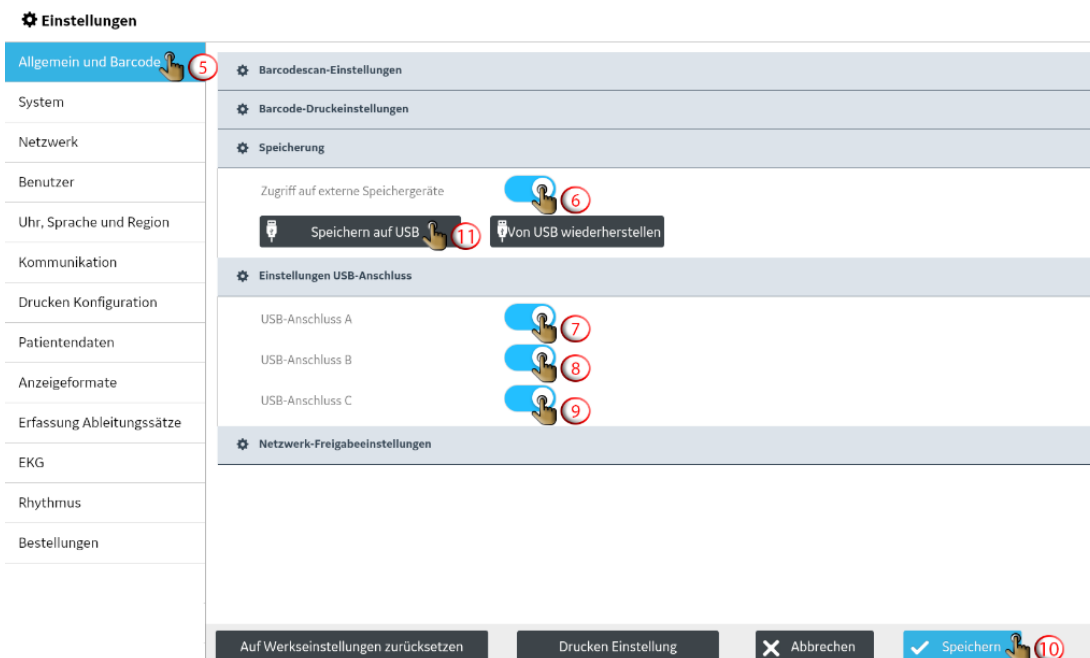 Einstellungen
Allgemein und Barcode 5
System
Netzwerk
Benutzer
Uhr, Sprache und Region
Kommunikation
Drucken Konfiguration
Patientendaten
Anzeigeformate
Erfassung Ableitungssätze
EKG
Rhythmus
Bestellungen
Barcodescan-Einstellungen
Barcode-Druckeinstellungen
Speicherung
Zugriff auf externe Speichergeräte 6
Speichern auf USB 11 Von USB wiederherstellen
Einstellungen USB-Anschluss
USB-Anschluss A 7
USB-Anschluss B 8
USB-Anschluss C 9
Netzwerk-Freigabeeinstellungen
Auf Werkseinstellungen zurücksetzen Drucken Einstellung Abbrechen Speichern 10